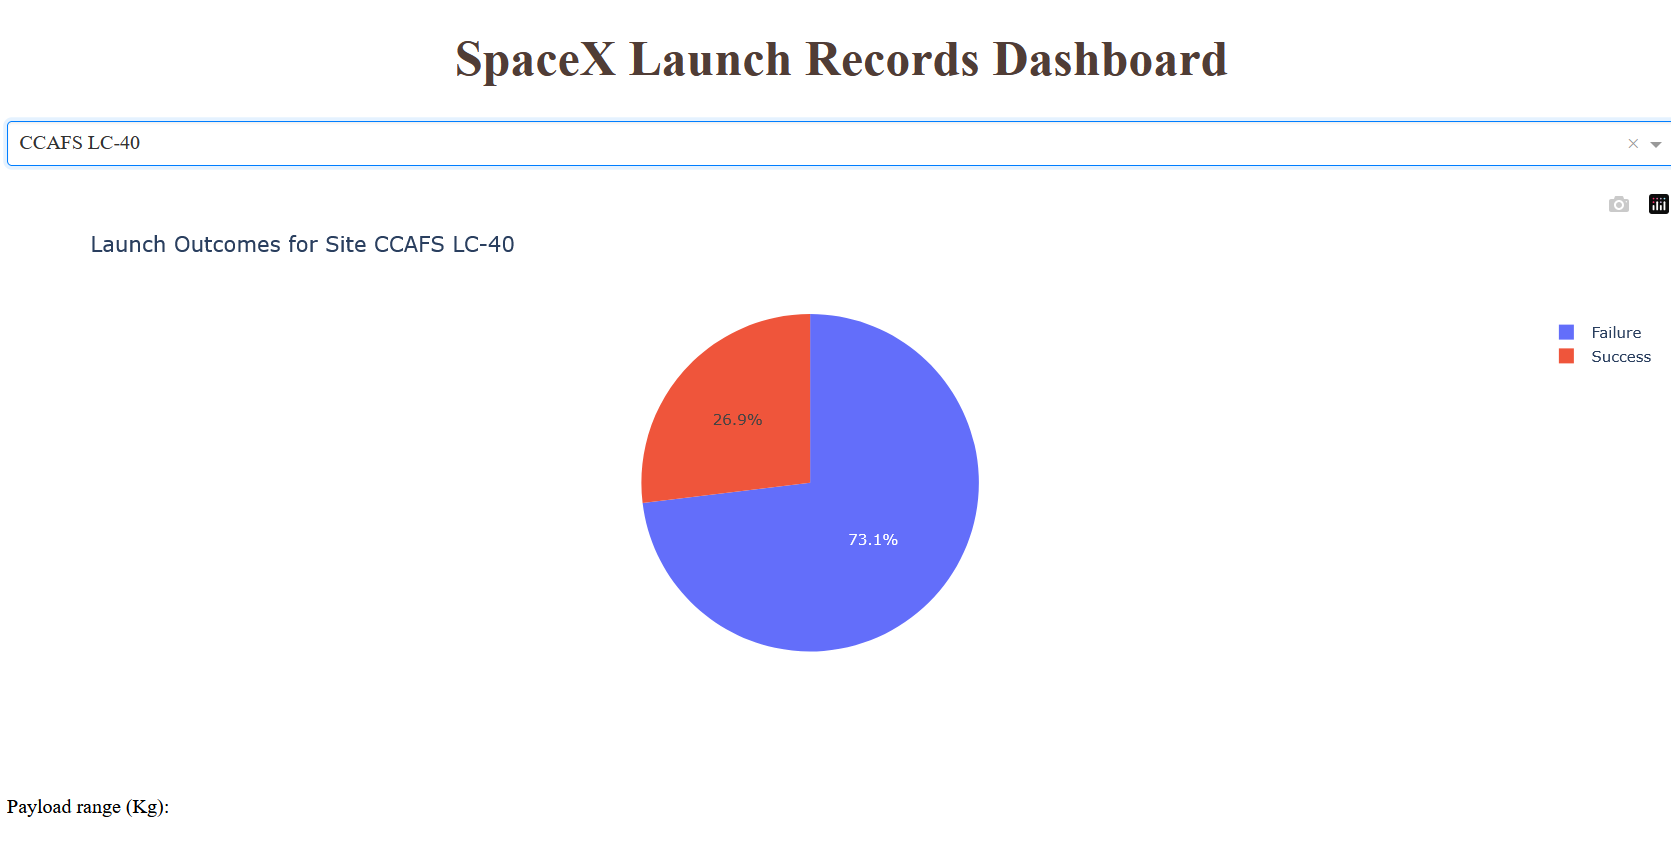 SpaceX Launch Records Dashboard
CCAFS LC-40
Launch Outcomes for Site CCAFS LC-40
Failure
Success
26.9%
73.1%
Payload range (Kg):